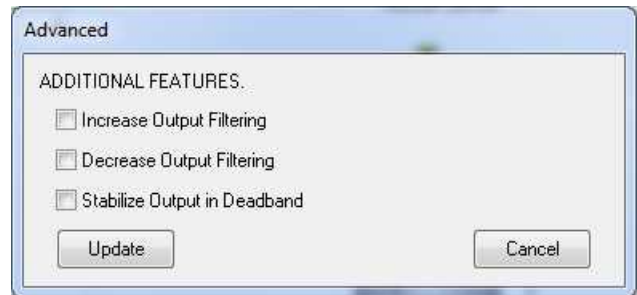 Advanced
ADDITIONAL FEATURES.
Increase Output Filtering
Decrease Output Filtering
Stabilize Output in Deadband
Update Cancel